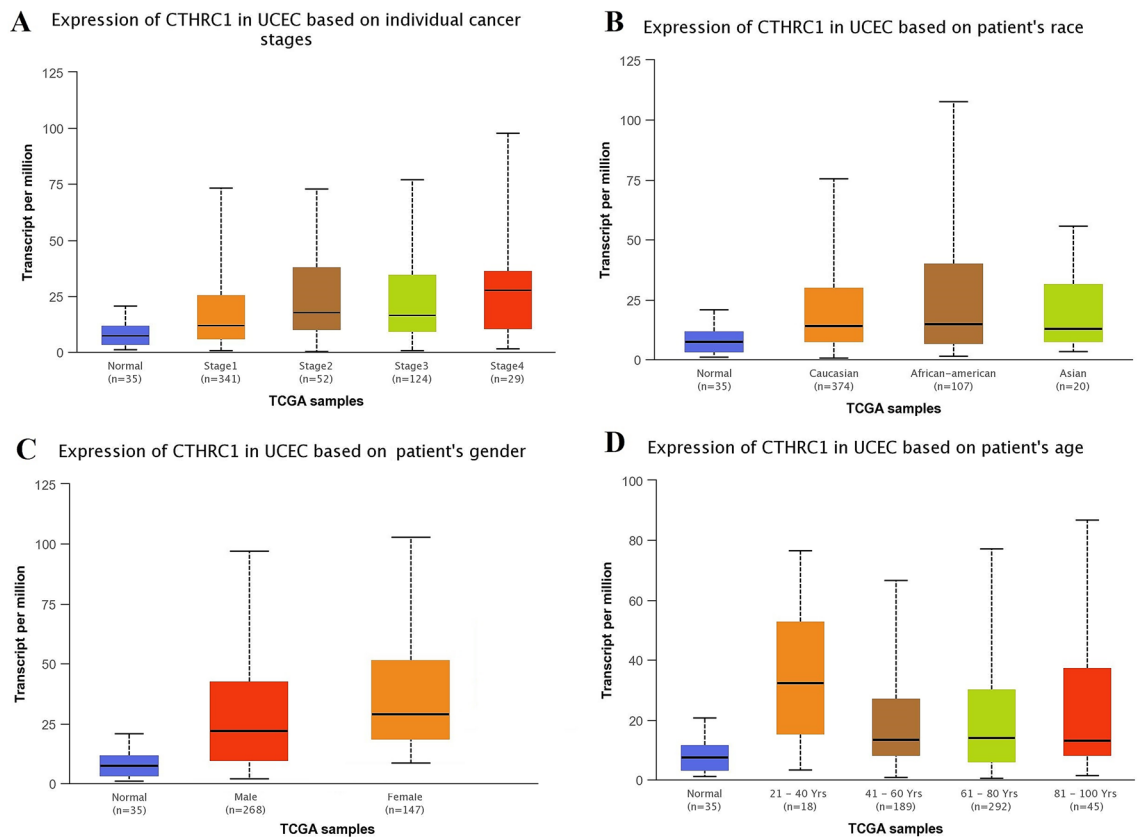 A
Expression of CTHRC1 in UCEC based on individual cancer
stages
Transcript per million
125
100
75
50
25
0
Normal
(n=35)
Stage1
(n=341)
Stage2
(n=52)
Stage3
(n=124)
Stage4
(n=29)
TCGA samples
B
Expression of CTHRC1 in UCEC based on patient's race
Transcript per million
125
100
75
50
25
0
Normal
(n=35)
Caucasian
(n=374)
African-american
(n=107)
Asian
(n=20)
TCGA samples
C
Expression of CTHRC1 in UCEC based on patient's gender
Transcript per million
125
100
75
50
25
0
Normal
(n=35)
Male
(n=268)
Female
(n=147)
TCGA samples
D
Expression of CTHRC1 in UCEC based on patient's age
Transcript per million
100
80
60
40
20
0
Normal
(n=35)
21 - 40 Yrs
(n=18)
41 - 60 Yrs
(n=189)
61 - 80 Yrs
(n=292)
81 - 100 Yrs
(n=45)
TCGA samples